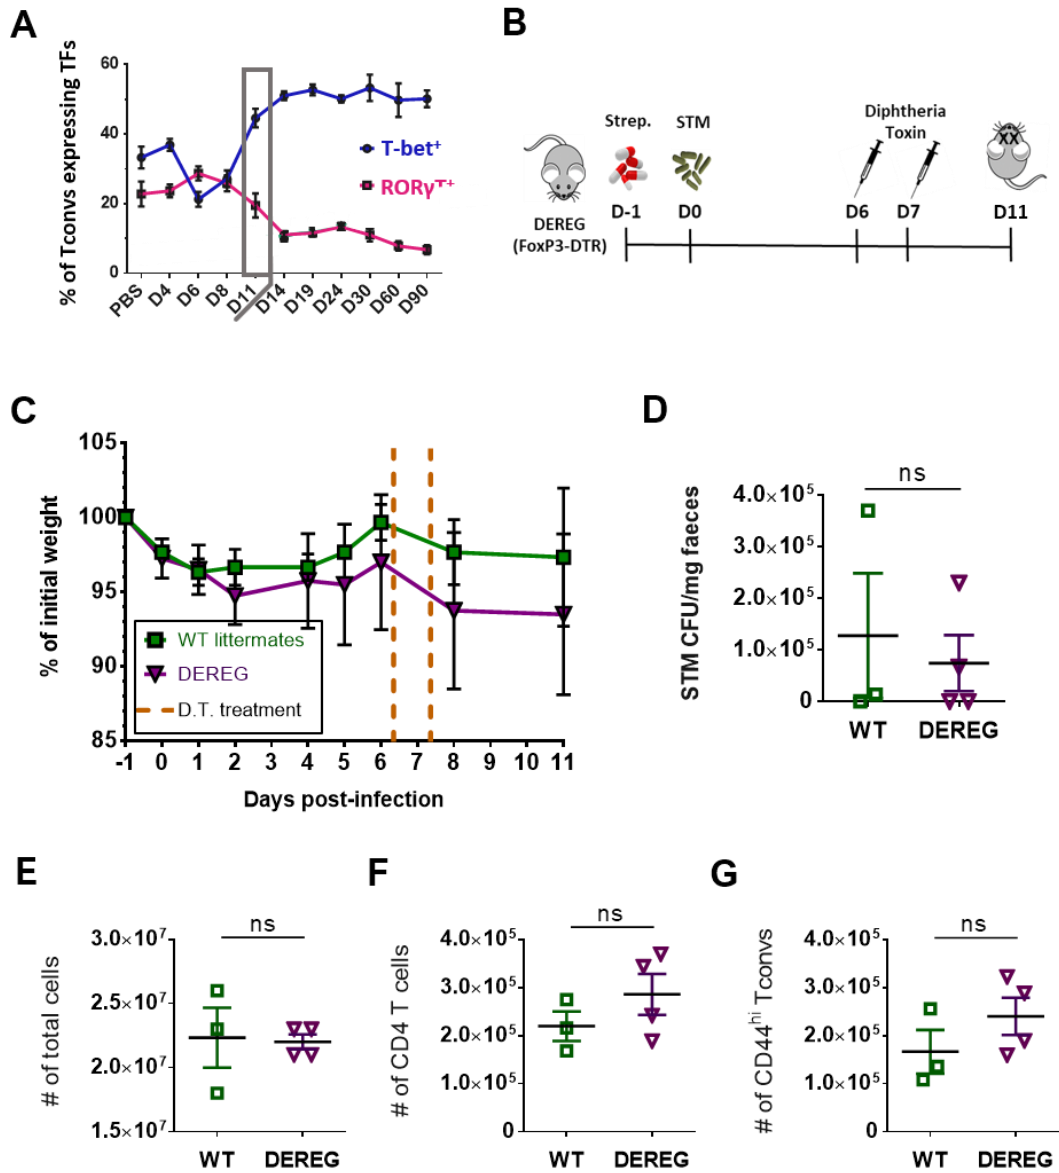 A
% of Tconvs expressing TFs
60
40
20
0
T-bet⁺
RORγᵀ⁺
PBS
D4
D6
D8
D11
D14
D19
D24
D30
D60
D90
B
Strep.
STM
Diphtheria
Toxin
XX
DEREG
(FoxP3-DTR)
D-1
D0
D6
D7
D11
C
% of initial weight
105
100
95
90
85
WT littermates
DEREG
D.T. treatment
-1 0 1 2 3 4 5 6 7 8 9 10 11
Days post-infection
D
STM CFU/mg faeces
ns
4.0×10⁵
3.0×10⁵
2.0×10⁵
1.0×10⁵
0
WT DEREG
E
# of total cells
ns
3.0×10⁷
2.5×10⁷
2.0×10⁷
1.5×10⁷
WT DEREG
F
# of CD4 T cells
ns
4.0×10⁵
3.0×10⁵
2.0×10⁵
1.0×10⁵
0
WT DEREG
G
# of CD44ʰⁱ Tconvs
ns
4.0×10⁵
3.0×10⁵
2.0×10⁵
1.0×10⁵
0
WT DEREG